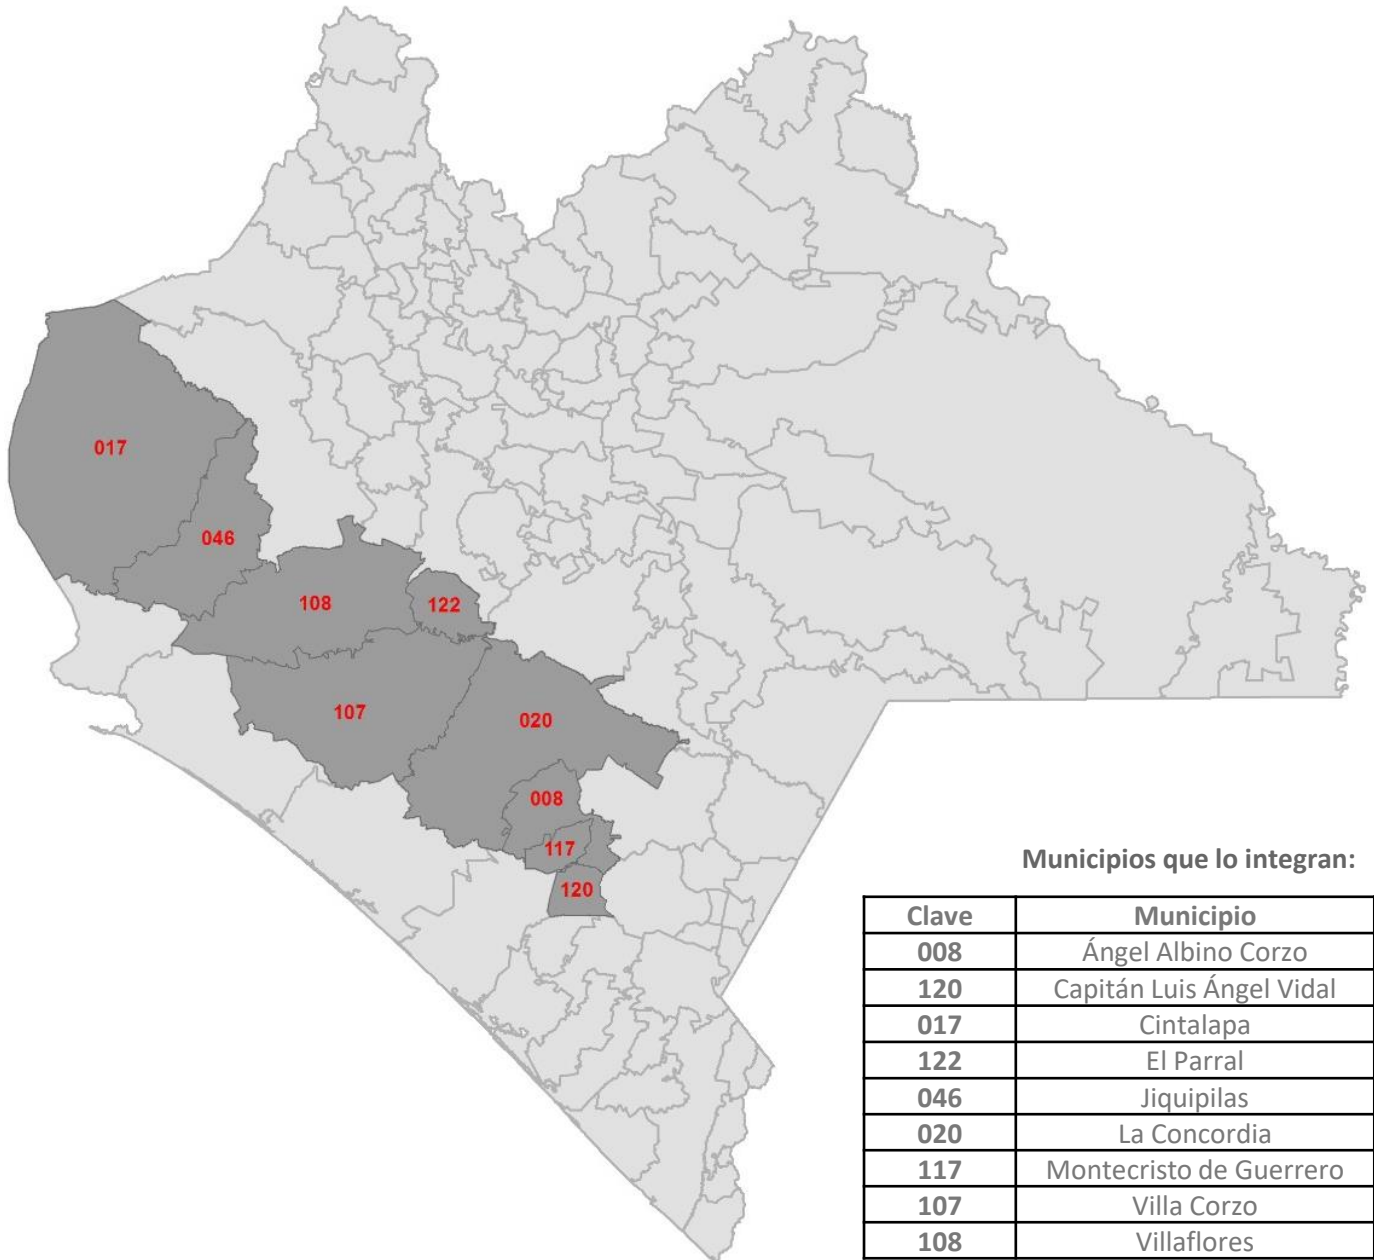 017
046
108
122
107
020
008
117
120
Municipios que lo integran:
Clave Municipio
008 Ángel Albino Corzo
120 Capitán Luis Ángel Vidal
017 Cintalapa
122 El Parral
046 Jiquipilas
020 La Concordia
117 Montecristo de Guerrero
107 Villa Corzo
108 Villaflores